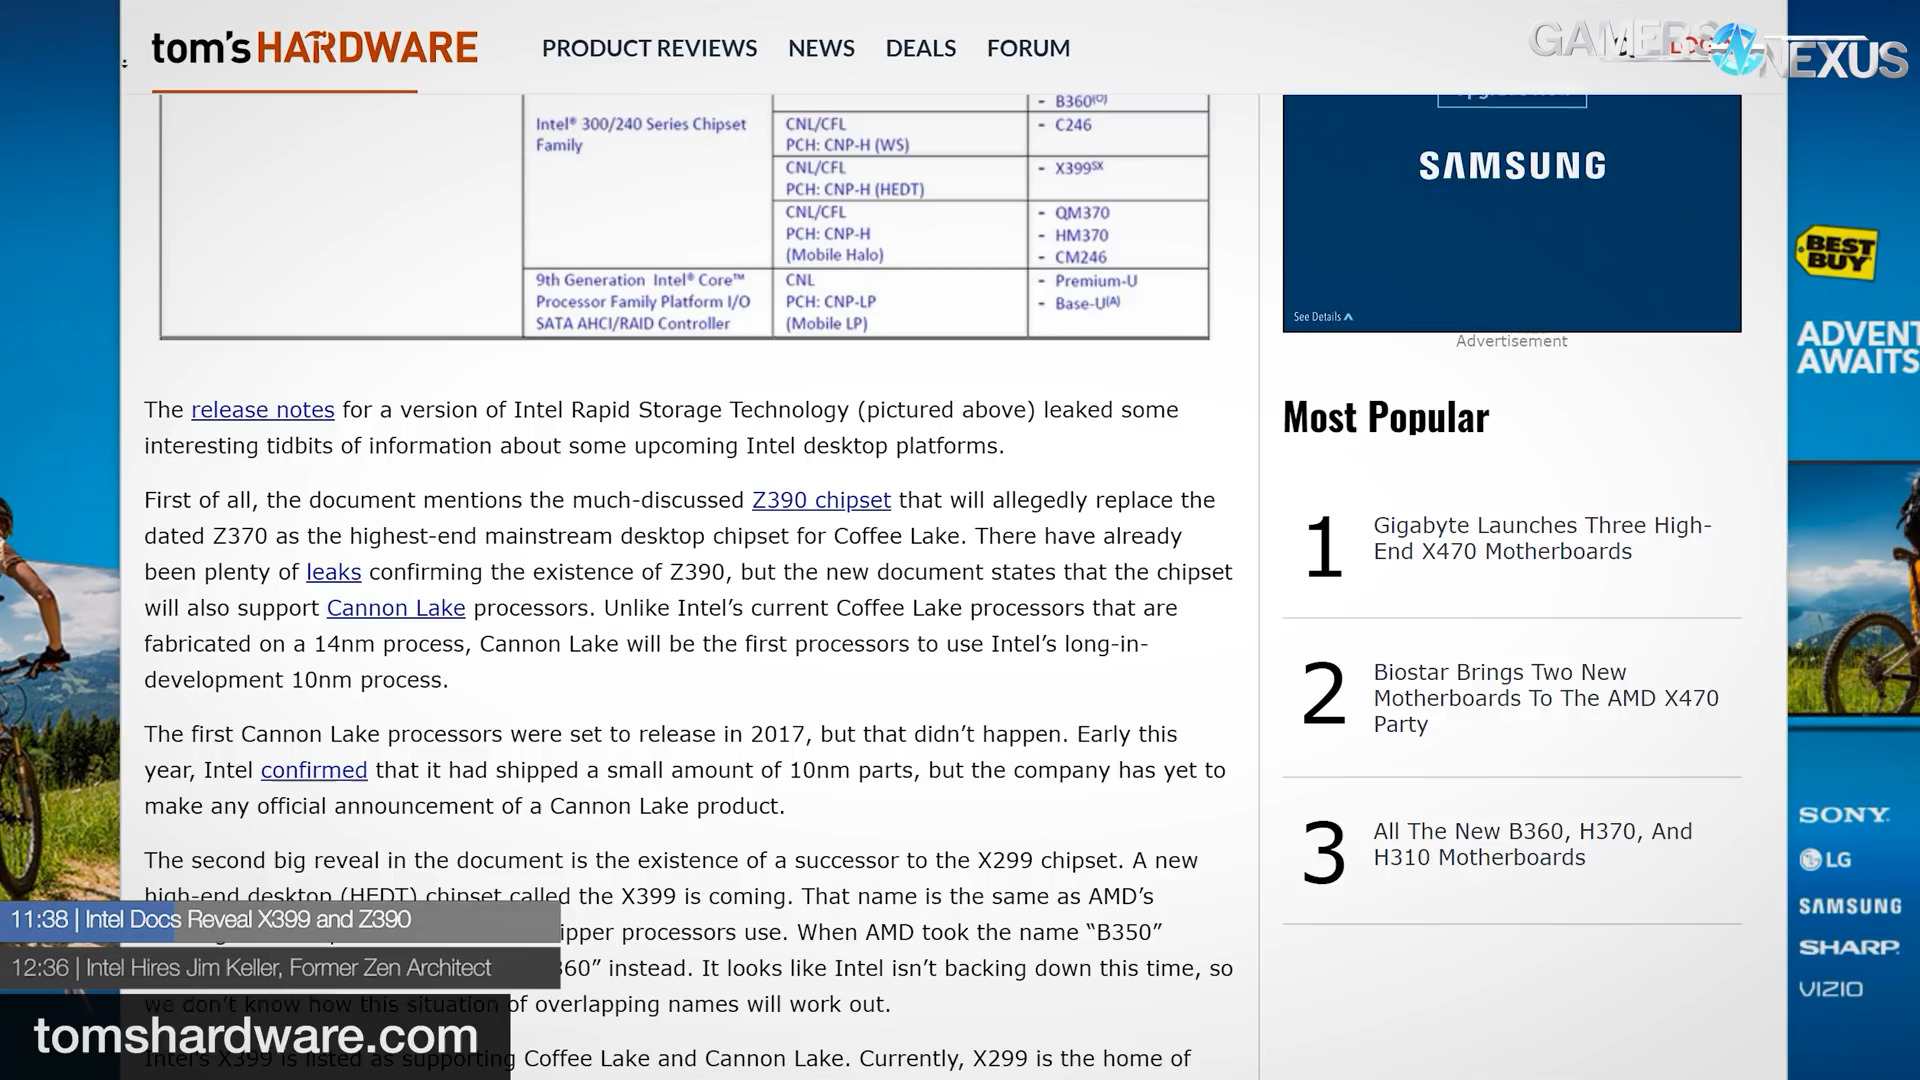 tom's HARDWARE
PRODUCT REVIEWS NEWS DEALS FORUM
GAMERS NEXUS
- B360(O)
Intel® 300/240 Series Chipset
Family
CNL/CFL
PCH: CNP-H (WS)
- C246
CNL/CFL
PCH: CNP-H (HEDT)
- X399SX
CNL/CFL
PCH: CNP-H
(Mobile Halo)
- QM370
- HM370
- CM246
9th Generation Intel® Core™
Processor Family Platform I/O
SATA AHCI/RAID Controller
CNL
PCH: CNP-LP
(Mobile LP)
- Premium-U
- Base-U(A)
The release notes for a version of Intel Rapid Storage Technology (pictured above) leaked some
interesting tidbits of information about some upcoming Intel desktop platforms.
First of all, the document mentions the much-discussed Z390 chipset that will allegedly replace the
dated Z370 as the highest-end mainstream desktop chipset for Coffee Lake. There have already
been plenty of leaks confirming the existence of Z390, but the new document states that the chipset
will also support Cannon Lake processors. Unlike Intel's current Coffee Lake processors that are
fabricated on a 14nm process, Cannon Lake will be the first processors to use Intel's long-in-
development 10nm process.
The first Cannon Lake processors were set to release in 2017, but that didn't happen. Early this
year, Intel confirmed that it had shipped a small amount of 10nm parts, but the company has yet to
make any official announcement of a Cannon Lake product.
The second big reveal in the document is the existence of a successor to the X299 chipset. A new
high-end desktop (HEDT) chipset called the X399 is coming. That name is the same as AMD's
ipper processors use. When AMD took the name “B350”
360” instead. It looks like Intel isn't backing down this time, so
we don't know how this situation of overlapping names will work out.
Intel's X399 is listed as supporting Coffee Lake and Cannon Lake. Currently, X299 is the home of
11:38 | Intel Docs Reveal X399 and Z390
12:36 | Intel Hires Jim Keller, Former Zen Architect
tomshardware.com
SAMSUNG
See Details
Advertisement
Most Popular
1
Gigabyte Launches Three High-
End X470 Motherboards
2
Biostar Brings Two New
Motherboards To The AMD X470
Party
3
All The New B360, H370, And
H310 Motherboards
BEST
BUY
ADVENT
AWAITS
SONY
LG
SAMSUNG
SHARP
VIZIO